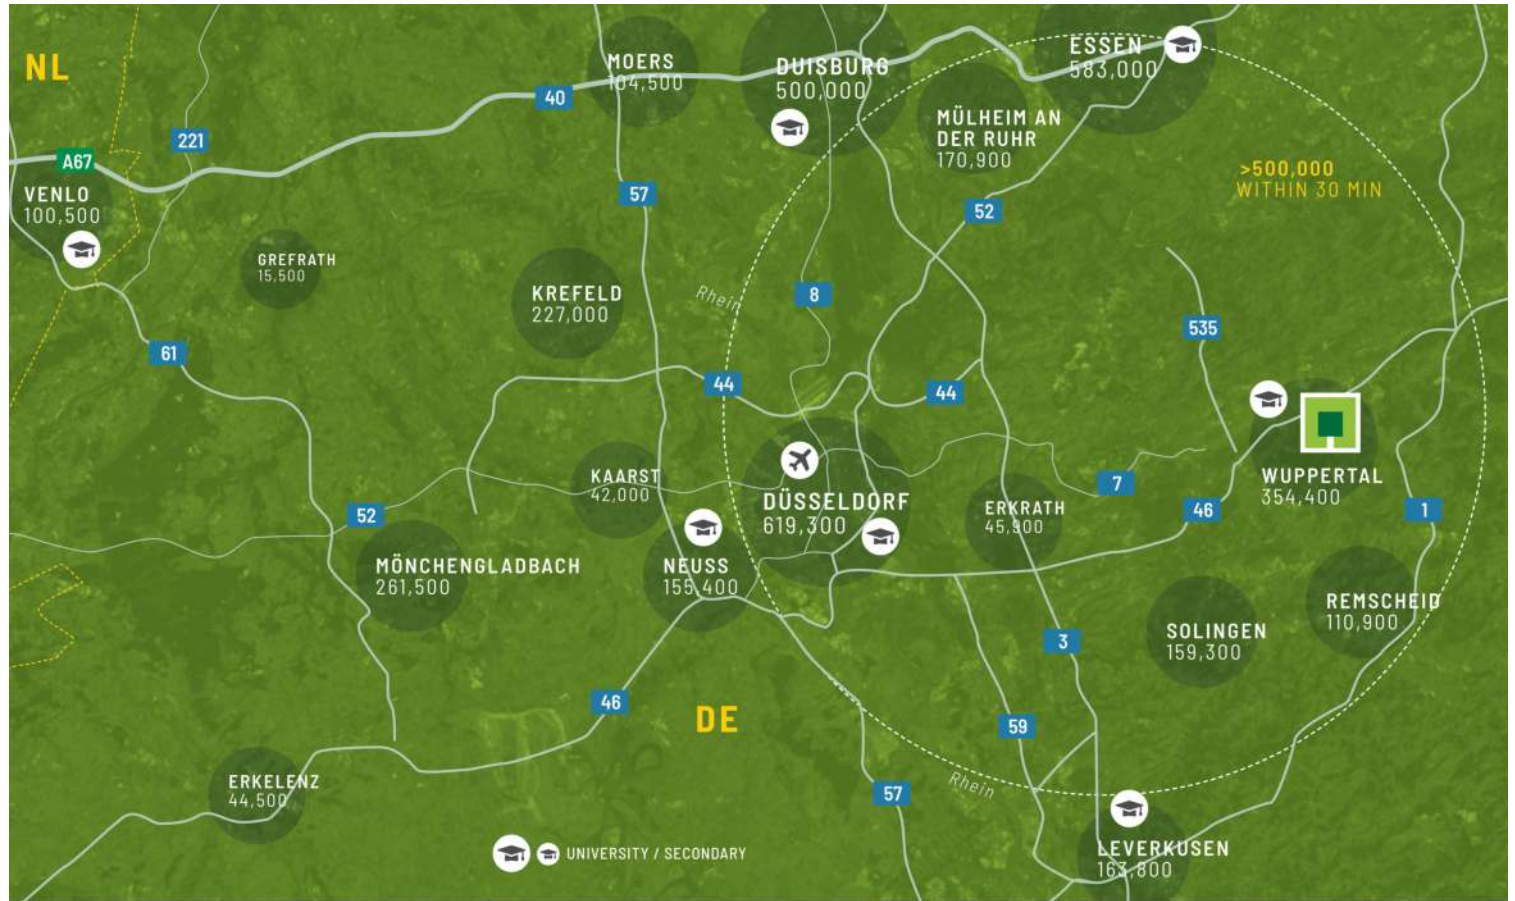 NL
MOERS
104,500
DUISBURG
500,000
ESSEN
583,000
40
221
A67
MÜLHEIM AN
DER RUHR
170,900
>500,000
WITHIN 30 MIN
VENLO
100,500
57
52
GREFRATH
15,500
KREFELD
227,000
Rhein
8
535
61
44
44
KAARST
42,000
DÜSSELDORF
619,300
ERKRATH
45,900
7
WUPPERTAL
354,400
52
46
1
MÖNCHENGLADBACH
261,500
NEUSS
155,400
REMSCHEID
110,900
SOLINGEN
159,300
3
46
DE
59
ERKELENZ
44,500
57
Rhein
UNIVERSITY / SECONDARY
LEVERKUSEN
163,800